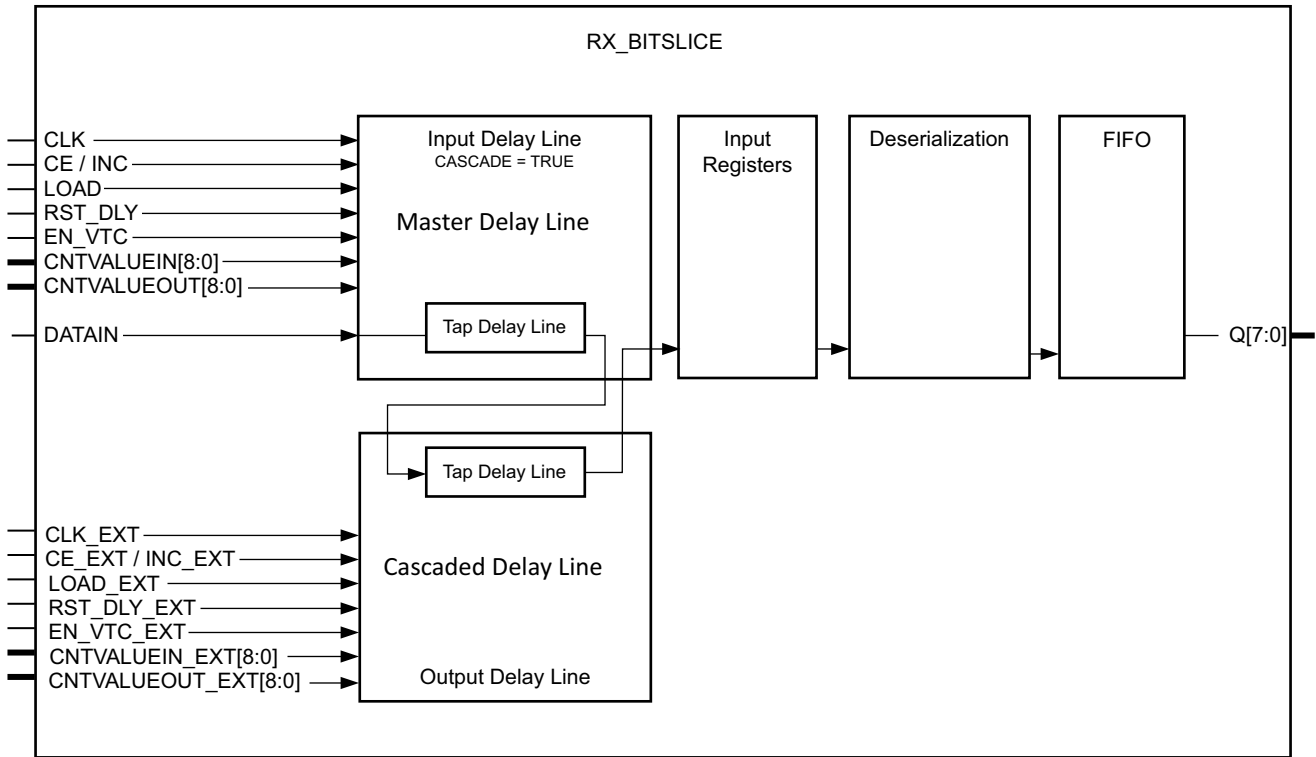 RX_BITSLICE
CLK
CE / INC
LOAD
RST_DLY
EN_VTC
CNTVALUEIN[8:0]
CNTVALUEOUT[8:0]
DATAIN
Input Delay Line
CASCADE = TRUE
Master Delay Line
Tap Delay Line
Input
Registers
Deserialization
FIFO
Q[7:0]
Tap Delay Line
CLK_EXT
CE_EXT / INC_EXT
LOAD_EXT
RST_DLY_EXT
EN_VTC_EXT
CNTVALUEIN_EXT[8:0]
CNTVALUEOUT_EXT[8:0]
Cascaded Delay Line
Output Delay Line